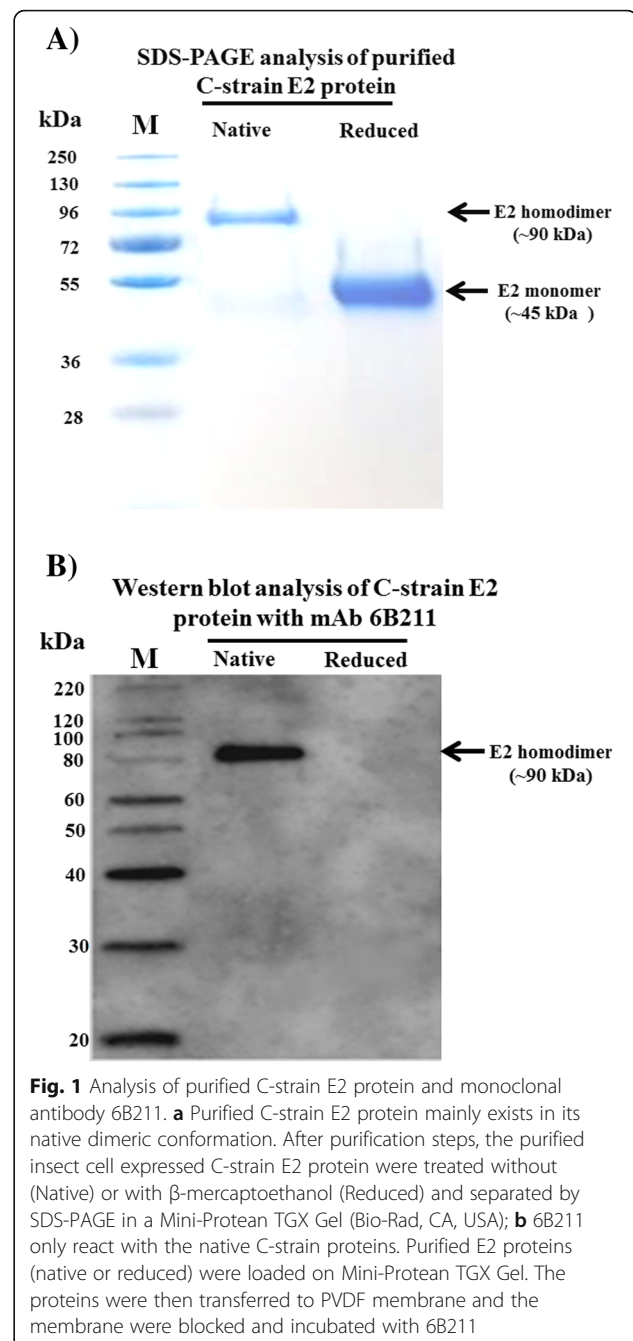 A)
SDS-PAGE analysis of purified
C-strain E2 protein
kDa
M
Native
Reduced
250
130
96
72
55
36
28
E2 homodimer
(~90 kDa)
E2 monomer
(~45 kDa )
B)
Western blot analysis of C-strain E2
protein with mAb 6B211
kDa
M
Native
Reduced
220
120
100
80
60
50
40
30
20
E2 homodimer
(~90 kDa)
Fig. 1 Analysis of purified C-strain E2 protein and monoclonal
antibody 6B211. a Purified C-strain E2 protein mainly exists in its
native dimeric conformation. After purification steps, the purified
insect cell expressed C-strain E2 protein were treated without
(Native) or with β-mercaptoethanol (Reduced) and separated by
SDS-PAGE in a Mini-Protean TGX Gel (Bio-Rad, CA, USA); b 6B211
only react with the native C-strain proteins. Purified E2 proteins
(native or reduced) were loaded on Mini-Protean TGX Gel. The
proteins were then transferred to PVDF membrane and the
membrane were blocked and incubated with 6B211